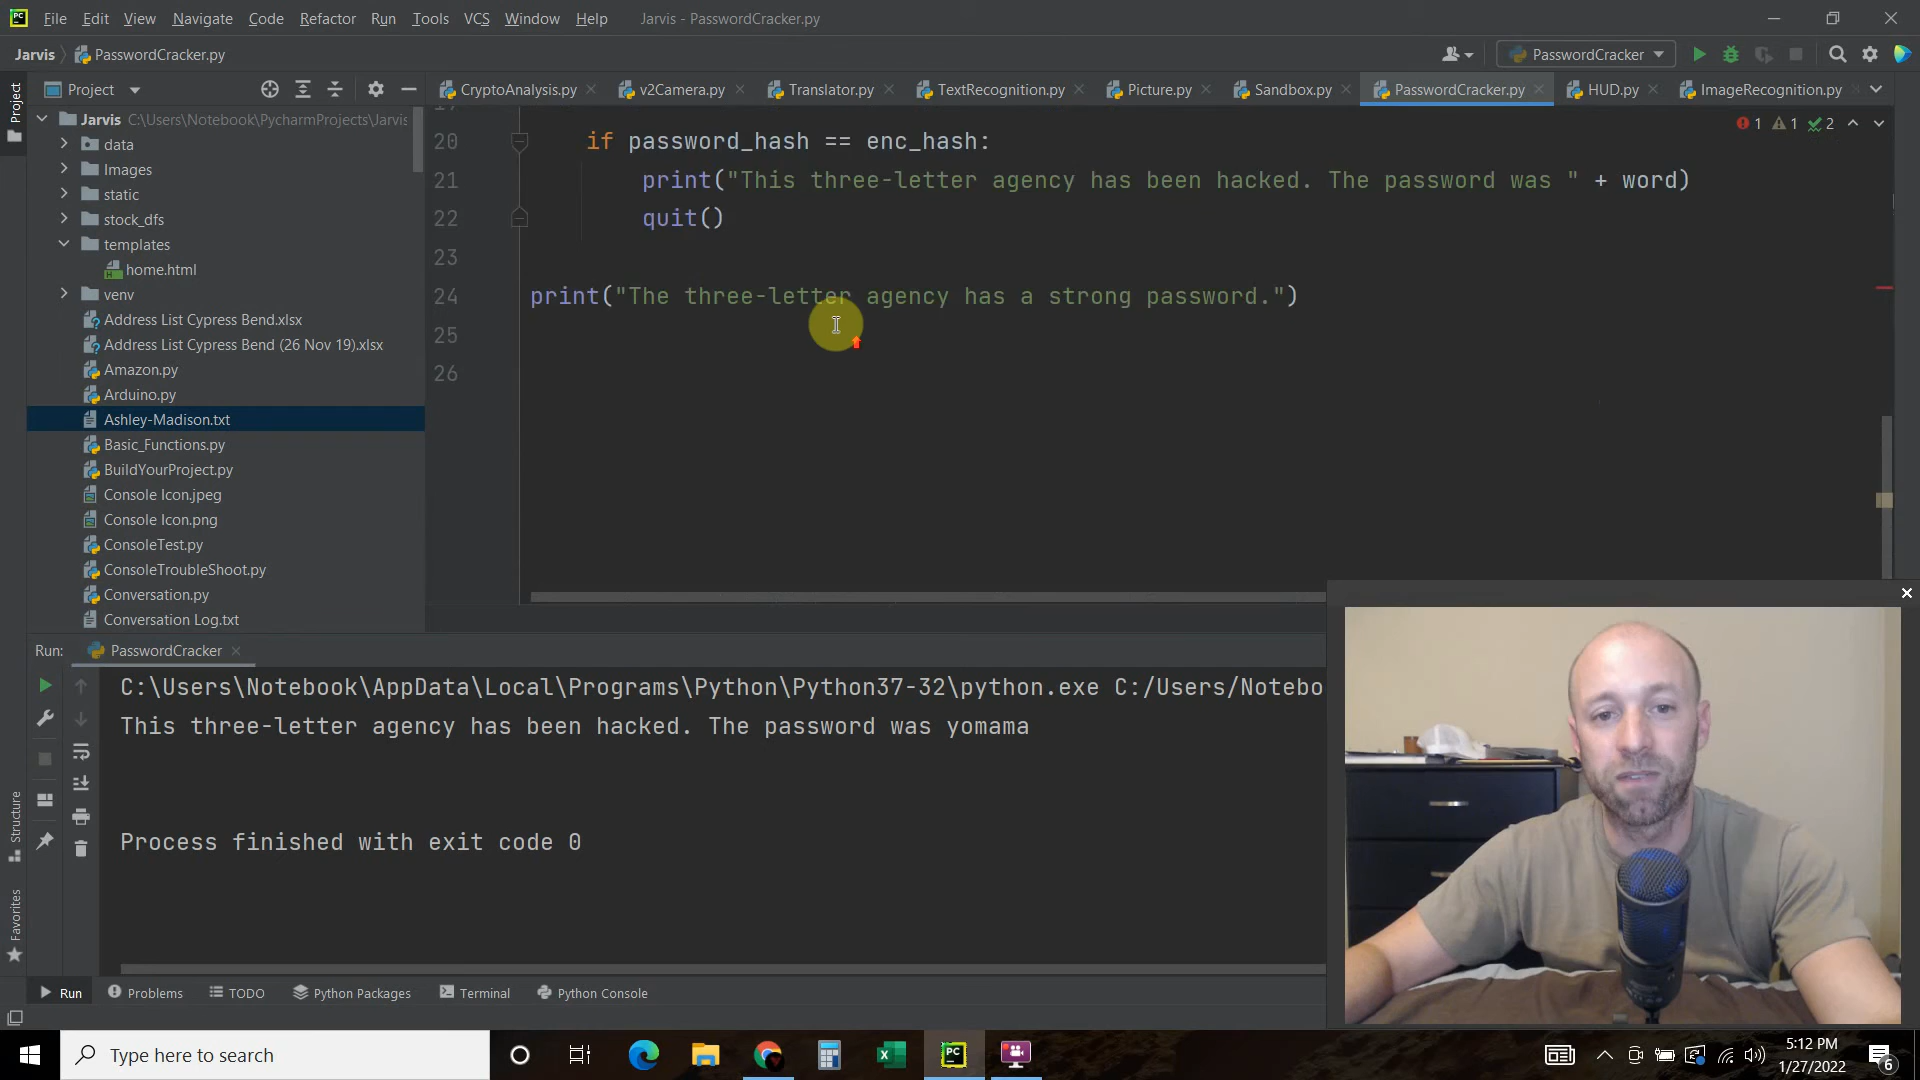 File Edit View Navigate Code Refactor Run Tools VCS Window Help Jarvis - PasswordCracker.py
Jarvis PasswordCracker.py PasswordCracker
Project
CryptoAnalysis.py v2Camera.py Translator.py TextRecognition.py Picture.py Sandbox.py PasswordCracker.py HUD.py ImageRecognition.py
Project
1 1 2
Jarvis C:\Users\Notebook\PycharmProjects\Jarvis
data
Images
static
stock_dfs
templates
home.html
venv
Address List Cypress Bend.xlsx
Address List Cypress Bend (26 Nov 19).xlsx
Amazon.py
Arduino.py
Ashley-Madison.txt
Basic_Functions.py
BuildYourProject.py
Console Icon.jpeg
Console Icon.png
ConsoleTest.py
ConsoleTroubleShoot.py
Conversation.py
Conversation Log.txt
20 if password_hash == enc_hash:
21 print("This three-letter agency has been hacked. The password was " + word)
22 quit()
23
24 print("The three-letter agency has a strong password.")
25
26
Run: PasswordCracker
C:\Users\Notebook\AppData\Local\Programs\Python\Python37-32\python.exe C:/Users/Notebo
This three-letter agency has been hacked. The password was yomama
Process finished with exit code 0
Structure
Favorites
Run Problems TODO Python Packages Terminal Python Console
Type here to search
PC
5:12 PM
1/27/2022
6